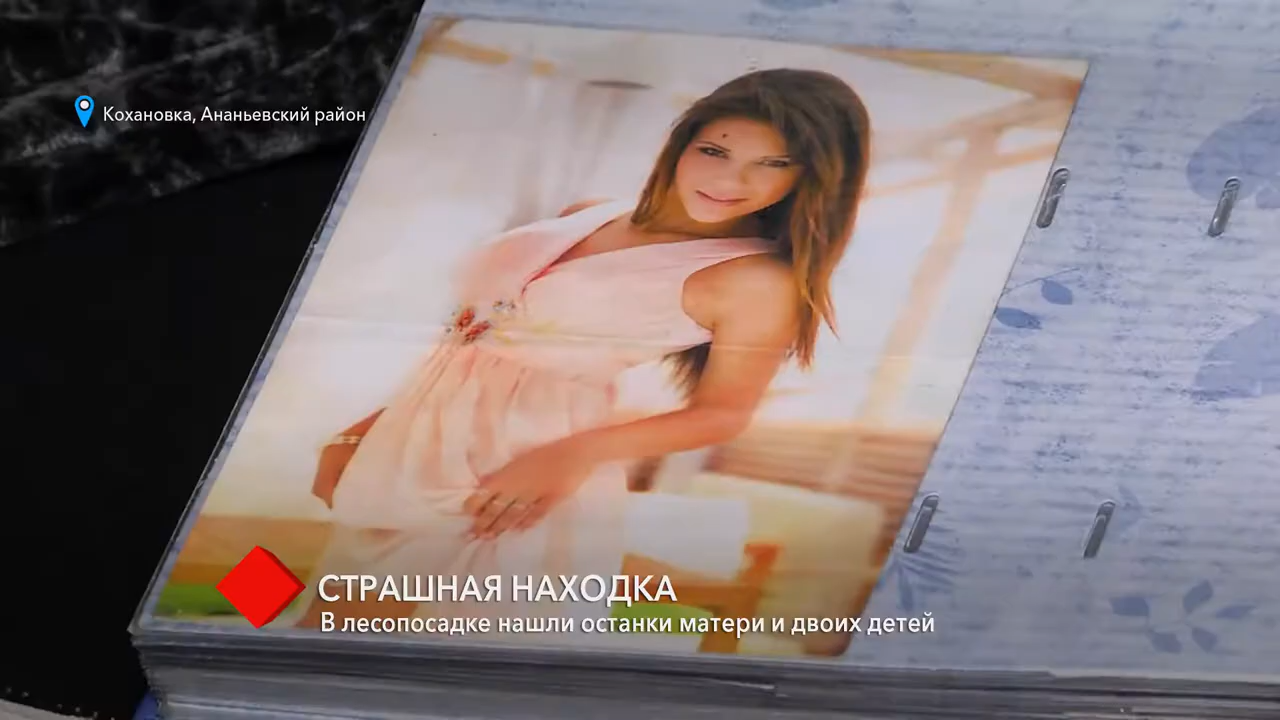 Кохановка, Ананьевский район
СТРАШНАЯ НАХОДКА
В лесопосадке нашли останки матери и двоих детей